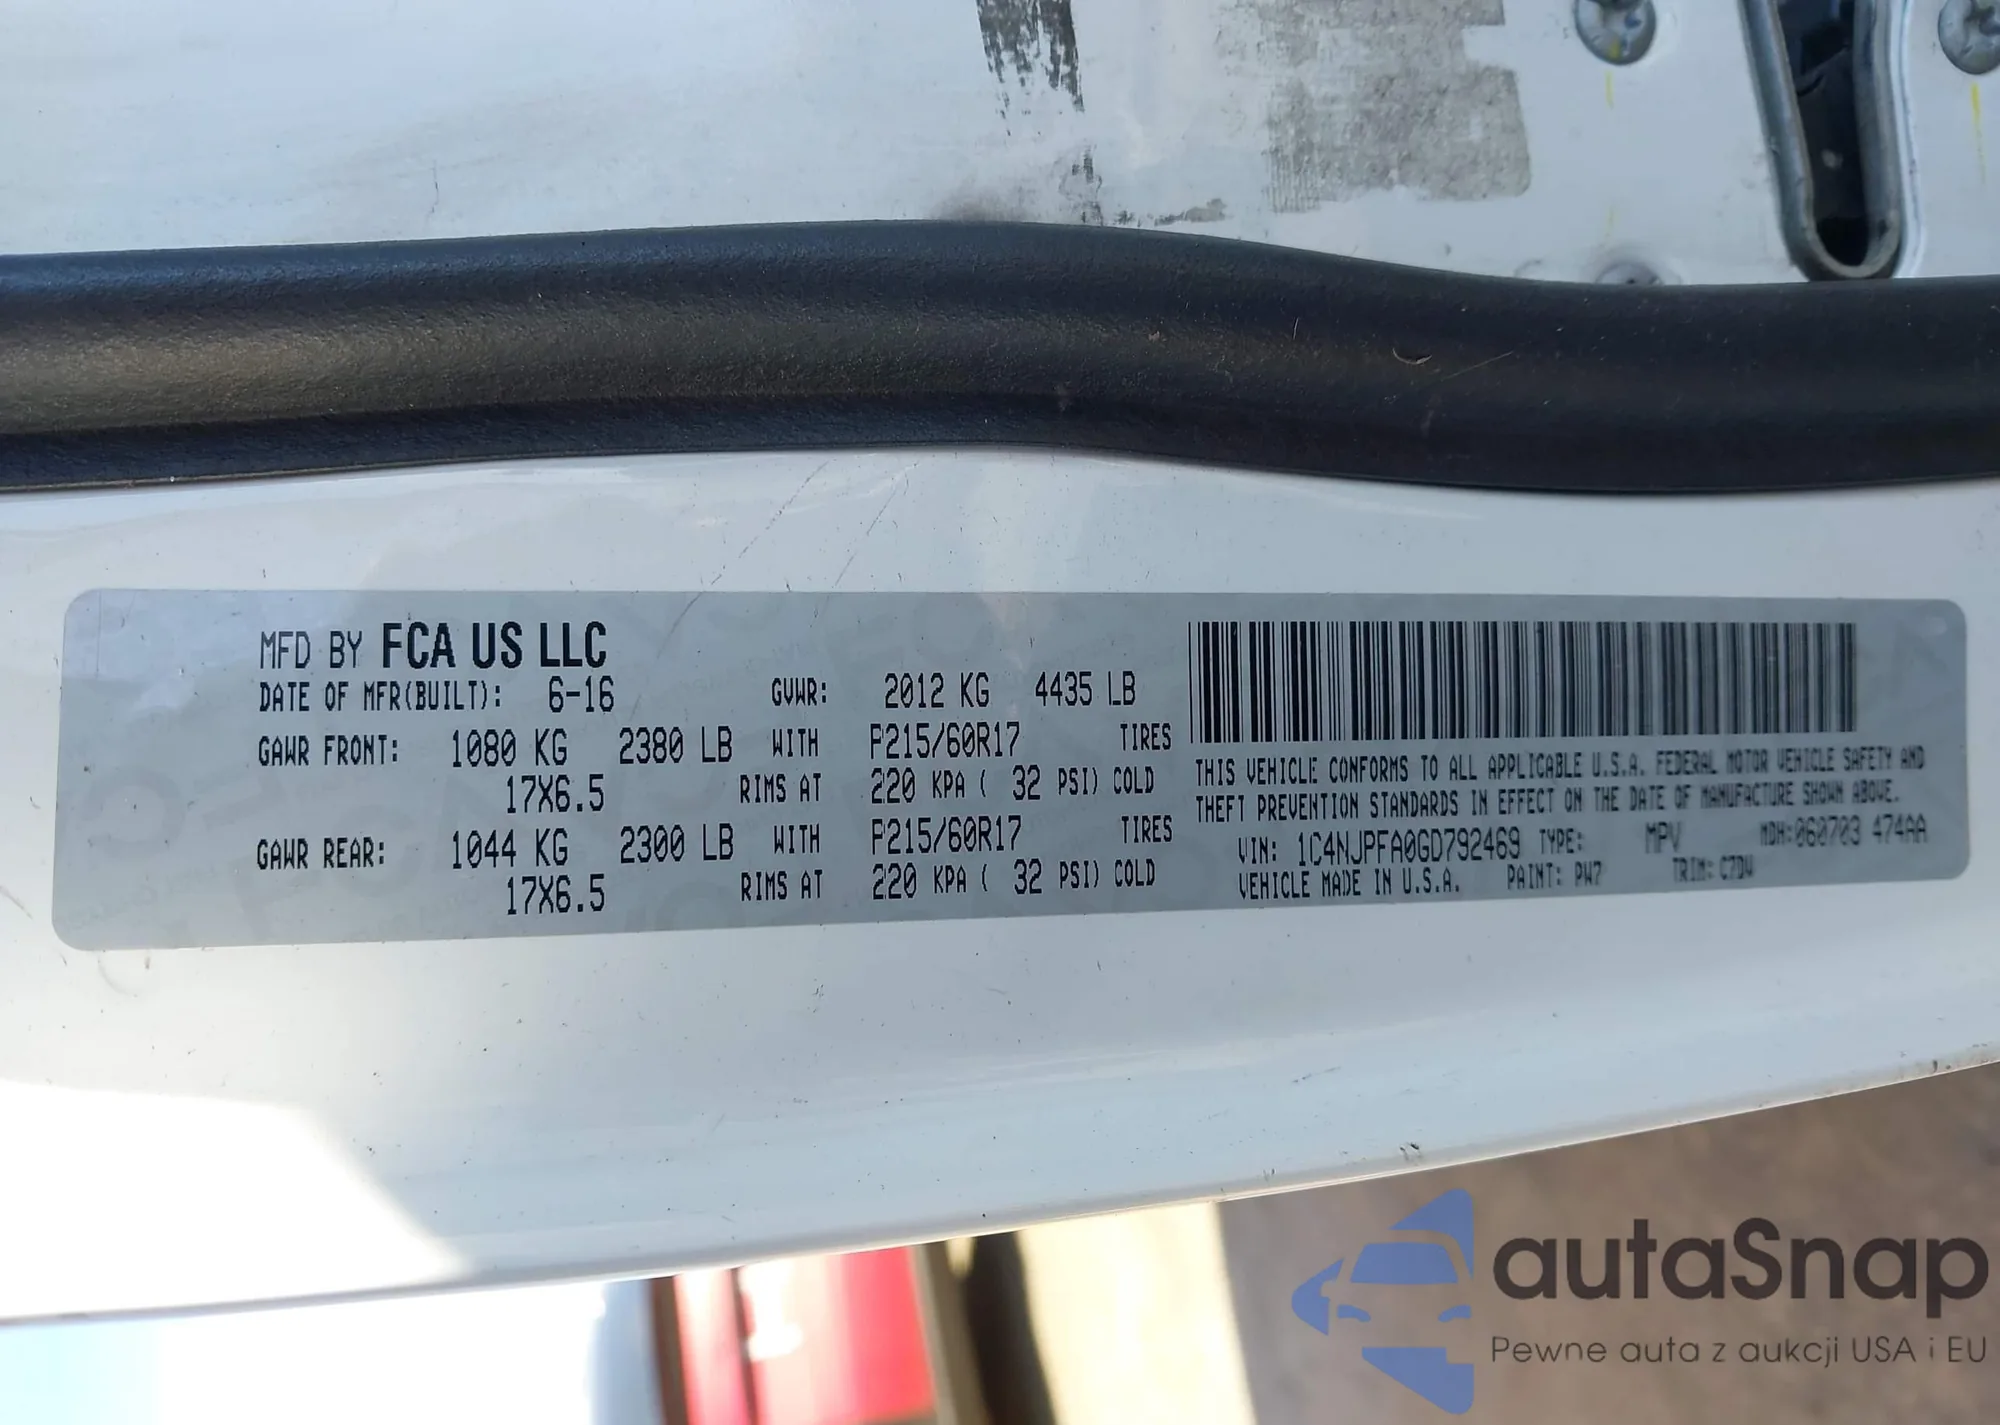 MFD BY FCA US LLC
DATE OF MFR(BUILT): 6-16 GVWR: 2012 KG 4435 LB
GAWR FRONT: 1080 KG 2380 LB WITH P215/60R17 TIRES
17X6.5 RIMS AT 220 KPA ( 32 PSI) COLD
GAWR REAR: 1044 KG 2300 LB WITH P215/60R17 TIRES
17X6.5 RIMS AT 220 KPA ( 32 PSI) COLD
THIS VEHICLE CONFORMS TO ALL APPLICABLE U.S.A. FEDERAL MOTOR VEHICLE SAFETY AND
THEFT PREVENTION STANDARDS IN EFFECT ON THE DATE OF MANUFACTURE SHOWN ABOVE.
VIN: 1C4NJPFA0GD792469 TYPE: MPV MDH: 060703 474AA
VEHICLE MADE IN U.S.A. PAINT: PW7 TRIM: C7DV
autaSnap
Pewne auta z aukcji USA i EU